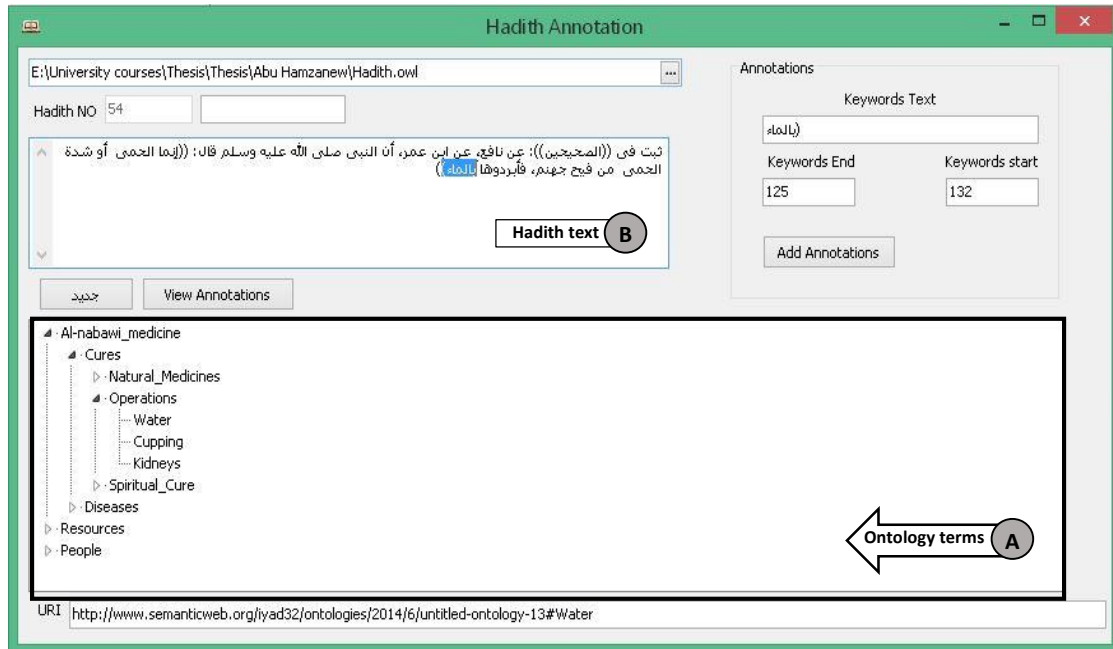 Hadith Annotation
E:\University courses\Thesis\Thesis\Abu Hamzanew\Hadith.owl
...
Hadith NO 54
ثبت في ((الصحيحين)): عن نافع، عن ابن عمر، أن النبي صلى الله عليه وسلم قال: ((إنما الحمى أو شدة
الحمى من فيح جهنم، فأبردوها بالماء))
Hadith text B
جديد
View Annotations
Annotations
Keywords Text
(بالماء
Keywords End Keywords start
125 132
Add Annotations
Al-nabawi_medicine
Cures
Natural_Medicines
Operations
Water
Cupping
Kidneys
Spiritual_Cure
Diseases
Resources
People
Ontology terms A
URI http://www.semanticweb.org/iyad32/ontologies/2014/6/untitled-ontology-13#Water